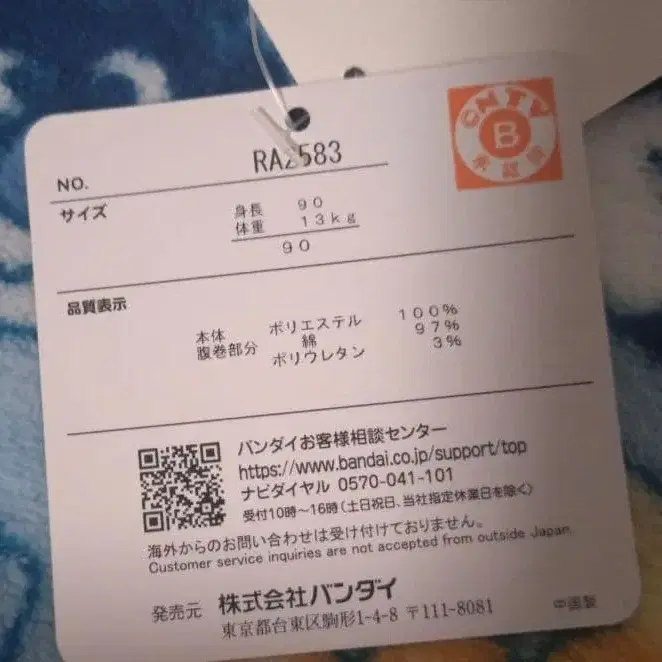 NO. RA2583
CNTV
B
承認証
サイズ
身長 90
体重 13kg
90
品質表示
本体 ポリエステル 100%
腹巻部分 綿 97%
ポリウレタン 3%
バンダイお客様相談センター
https://www.bandai.co.jp/support/top
ナビダイヤル 0570-041-101
受付10時~16時(土日祝日、当社指定休業日を除く)
海外からのお問い合わせは受け付けておりません。
Customer service inquiries are not accepted from outside Japan.
発売元 株式会社バンダイ
東京都台東区駒形1-4-8 〒111-8081
中国製